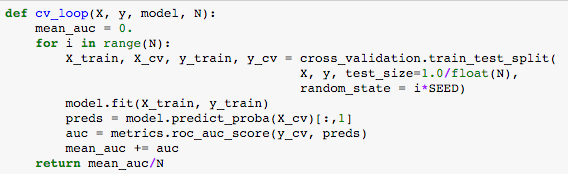 def cv_loop(X, y, model, N):
    mean_auc = 0.
    for i in range(N):
        X_train, X_cv, y_train, y_cv = cross_validation.train_test_split(
                                       X, y, test_size=1.0/float(N),
                                       random_state = i*SEED)
        model.fit(X_train, y_train)
        preds = model.predict_proba(X_cv)[:,1]
        auc = metrics.roc_auc_score(y_cv, preds)
        mean_auc += auc
    return mean_auc/N